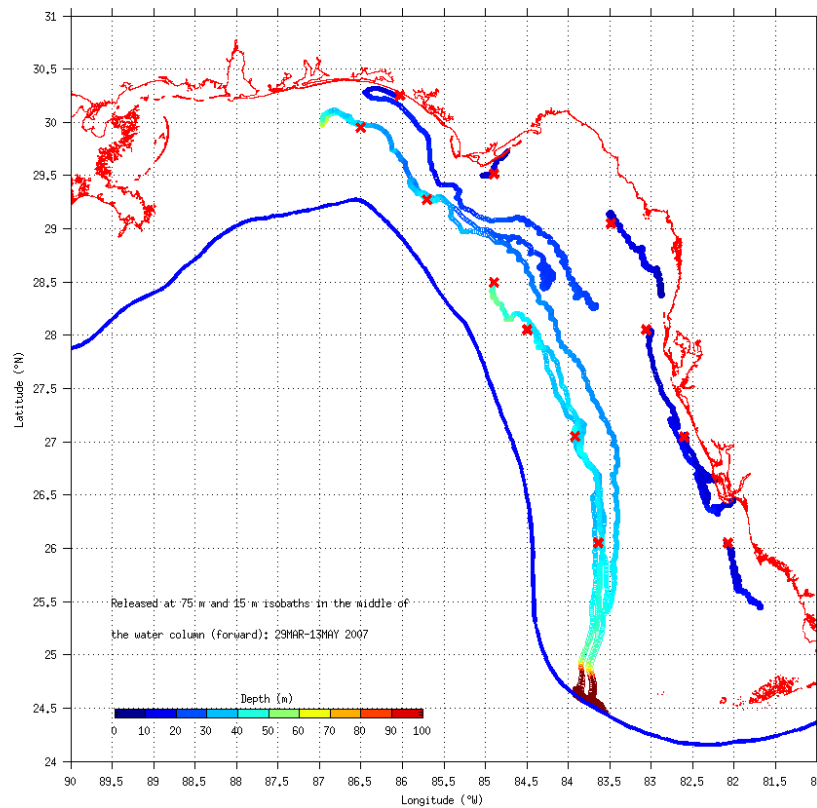 31
30.5
30
29.5
29
28.5
28
27.5
27
26.5
26
25.5
25
24.5
24
Latitude (°N)
Released at 75 m and 15 m isobaths in the middle of
the water column (forward): 29MAR-13MAY 2007
Depth (m)
0 10 20 30 40 50 60 70 80 90 100
90 89.5 89 88.5 88 87.5 87 86.5 86 85.5 85 84.5 84 83.5 83 82.5 82 81.5 8
Longitude (°W)